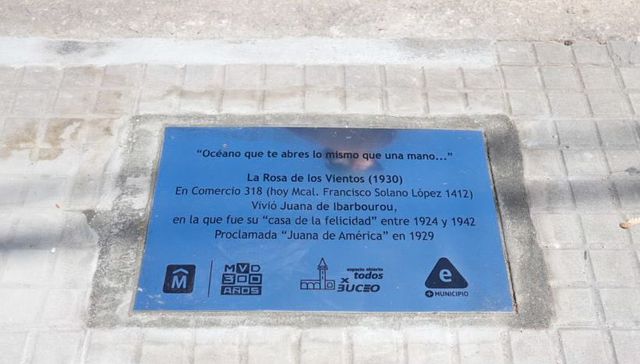 “Océano que te abres lo mismo que una mano...”
La Rosa de los Vientos (1930)
En Comercio 318 (hoy Mcal. Francisco Solano López 1412)
Vivió Juana de Ibarbourou,
en la que fue su “casa de la felicidad” entre 1924 y 1942
Proclamada “Juana de América” en 1929
M
MVD
300
AÑOS
espacio abierto
todos
x BUCEO
e
+MUNICIPIO